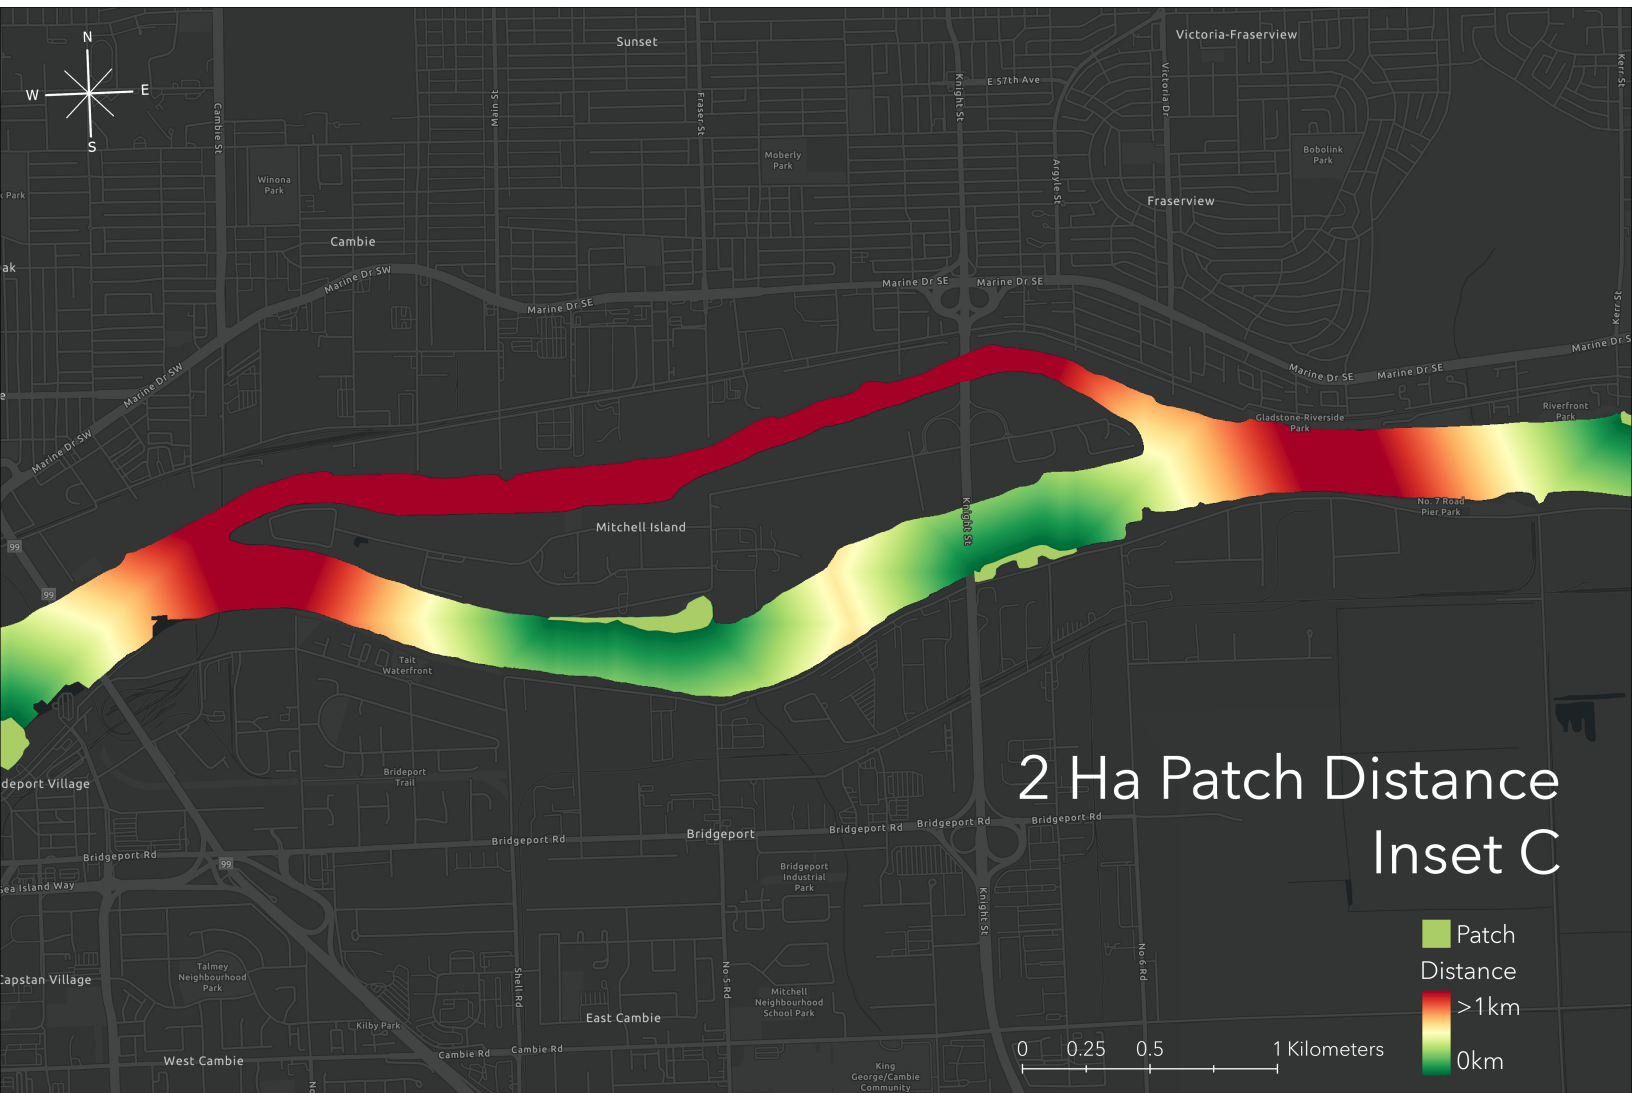 N
W
E
S
Sunset
Victoria-Fraserview
E 57th Ave
Kerr St
Cambie St
Main St
Fraser St
Knight St
Victoria Dr
Moberly
Park
Bobolink
Park
Winona
Park
Park
Argyle St
Fraserview
Cambie
ak
Marine Dr SW
Marine Dr SE
Marine Dr SE
Marine Dr SE
Kerr St
Marine Dr S
Marine Dr SE
Marine Dr SE
Marine Dr SW
e
Gladstone-Riverside
Park
Riverfront
Park
Marine Dr SW
No. 7 Road
Pier Park
Knight St
Mitchell Island
99
99
Tait
Waterfront
deport Village
Brideport
Trail
2 Ha Patch Distance
Inset C
Bridgeport Rd
Bridgeport
Bridgeport Rd
Bridgeport Rd
Bridgeport Rd
Bridgeport Rd
99
Sea Island Way
Bridgeport
Industrial
Park
Knight St
Patch
Distance
>1km
0km
Capstan Village
Talmey
Neighbourhood
Park
Shell Rd
No 5 Rd
No 6 Rd
Mitchell
Neighbourhood
School Park
East Cambie
Kilby Park
West Cambie
Cambie Rd
Cambie Rd
0
0.25
0.5
1 Kilometers
King
George/Cambie
Community
No